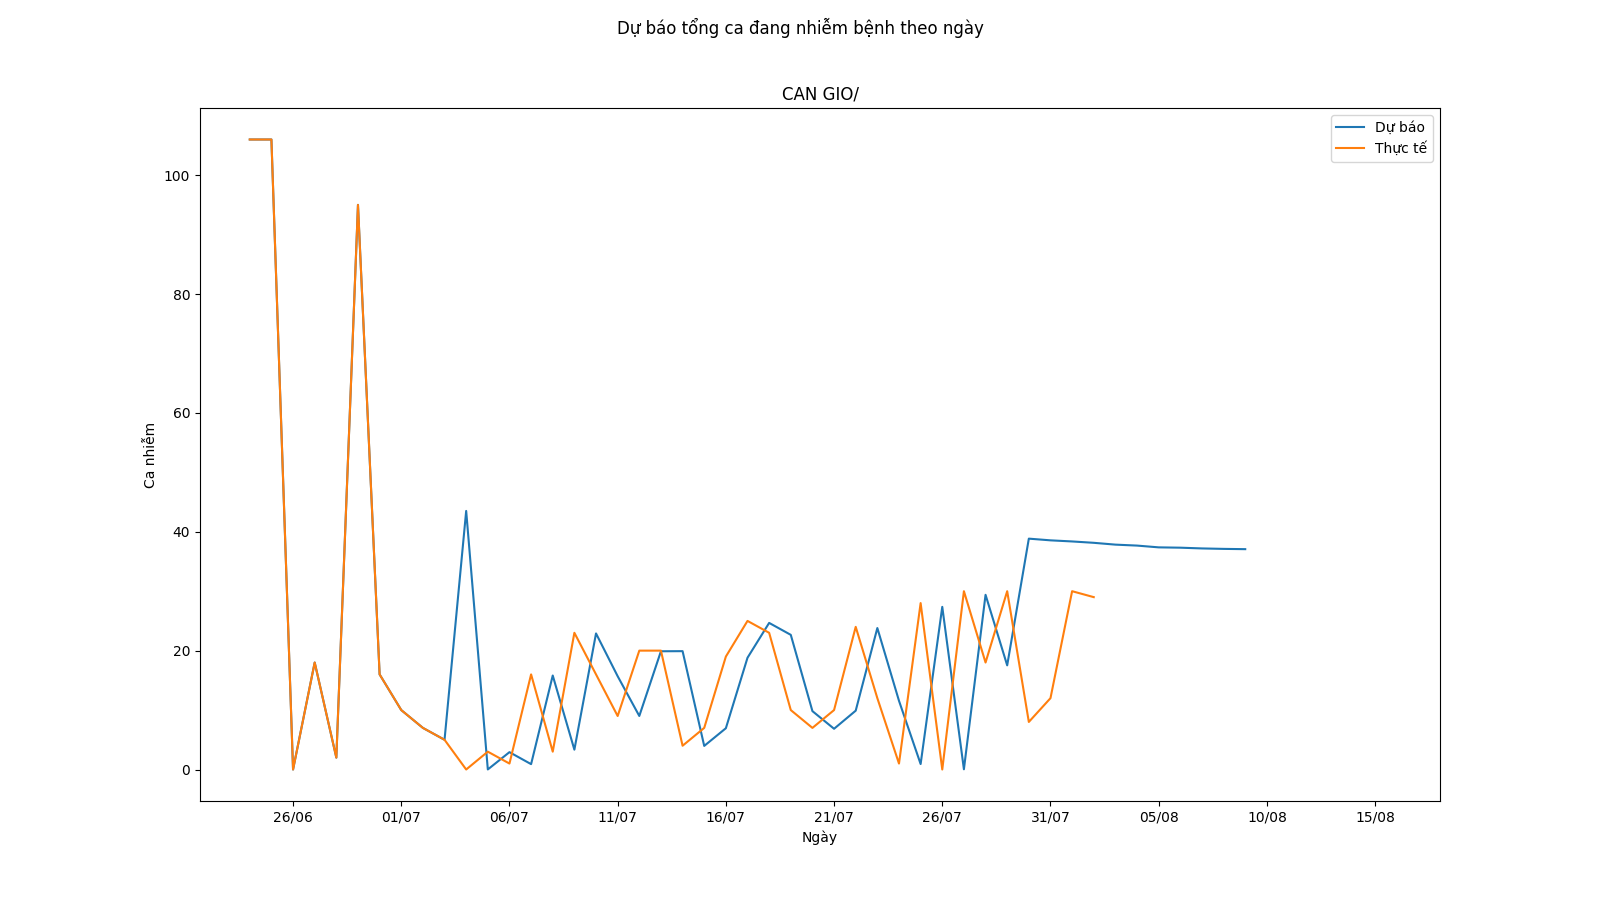 Dự báo tổng ca đang nhiễm bệnh theo ngày
CAN GIO/
Dự báo
Thực tế
Ca nhiễm
100
80
60
40
20
0
26/06
01/07
06/07
11/07
16/07
21/07
26/07
31/07
05/08
10/08
15/08
Ngày